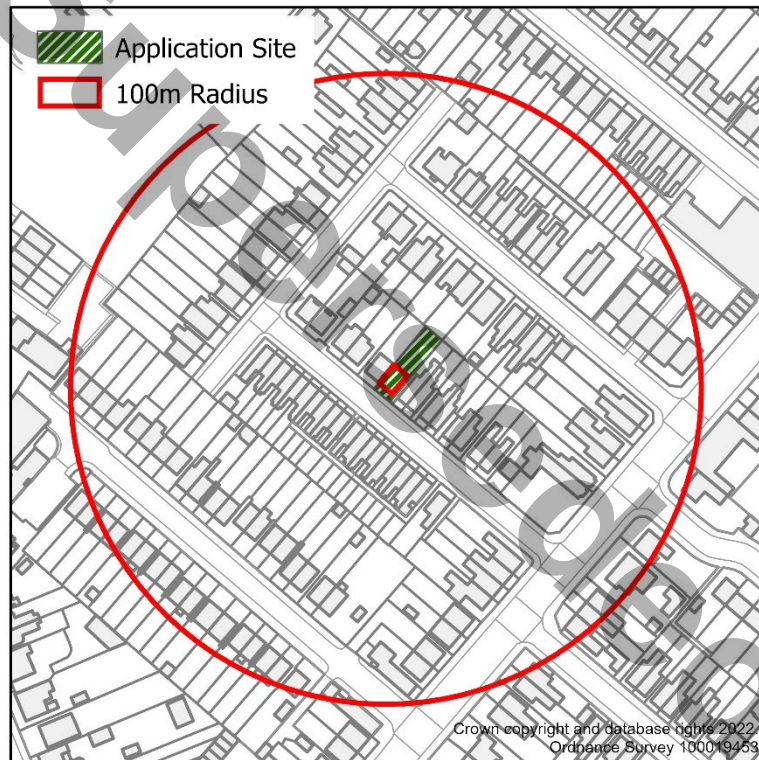 Application Site
100m Radius
Superseded
Crown copyright and database rights 2022.
Ordnance Survey 100019453